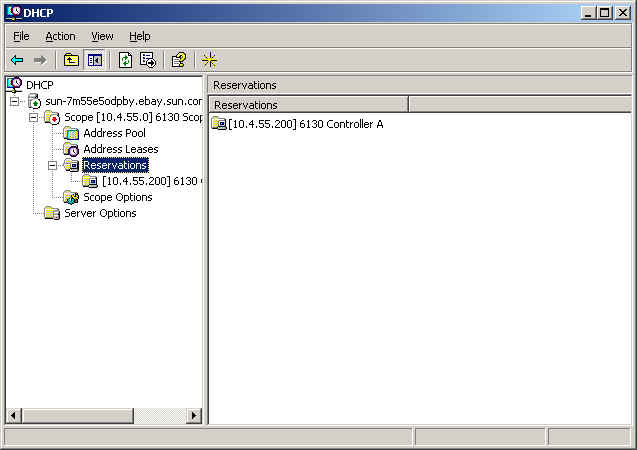 DHCP
File Action View Help
DHCP
sun-7m55e5odpby.ebay.sun.com
Scope [10.4.55.0] 6130 Scop
Address Pool
Address Leases
Reservations
[10.4.55.200] 6130
Scope Options
Server Options
Reservations
Reservations
[10.4.55.200] 6130 Controller A